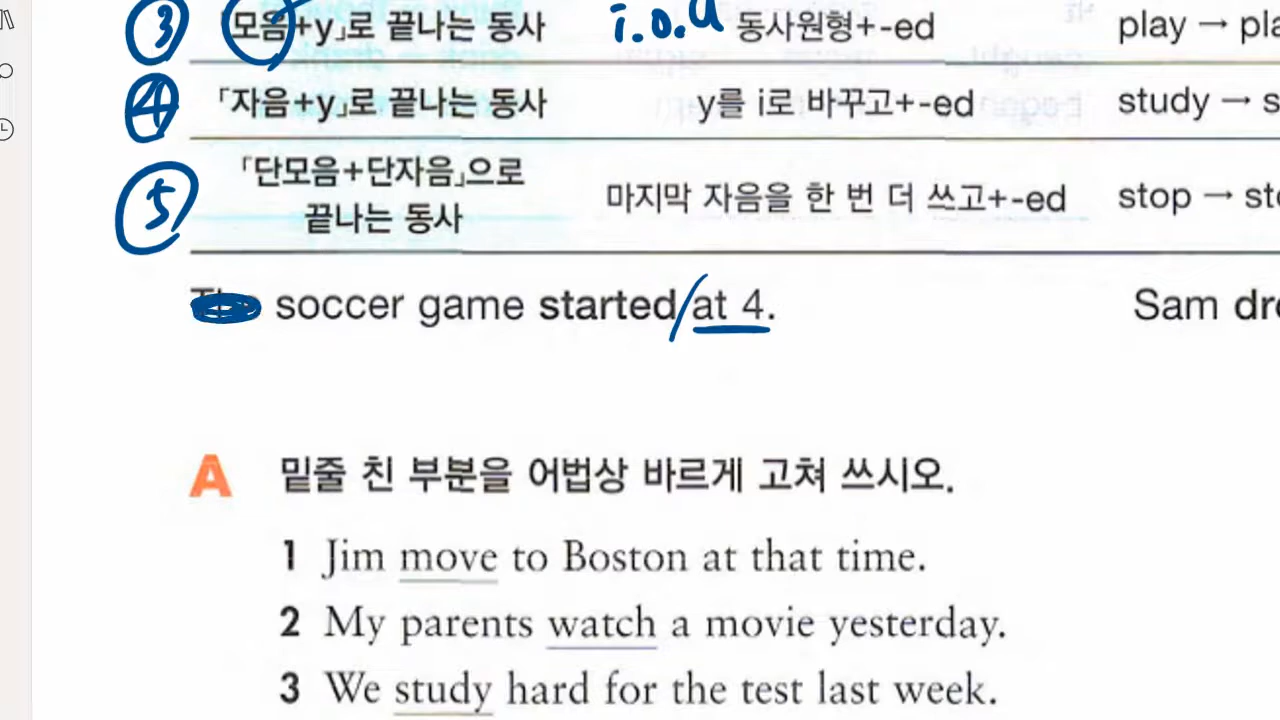 ③ 「모음+y」로 끝나는 동사 i.o.u 동사원형+-ed play → pla
④ 「자음+y」로 끝나는 동사 y를 i로 바꾸고+-ed study → s
⑤ 「단모음+단자음」으로
끝나는 동사 마지막 자음을 한 번 더 쓰고+-ed stop → sto
soccer game started/at 4. Sam dro
A 밑줄 친 부분을 어법상 바르게 고쳐 쓰시오.
1 Jim move to Boston at that time.
2 My parents watch a movie yesterday.
3 We study hard for the test last week.